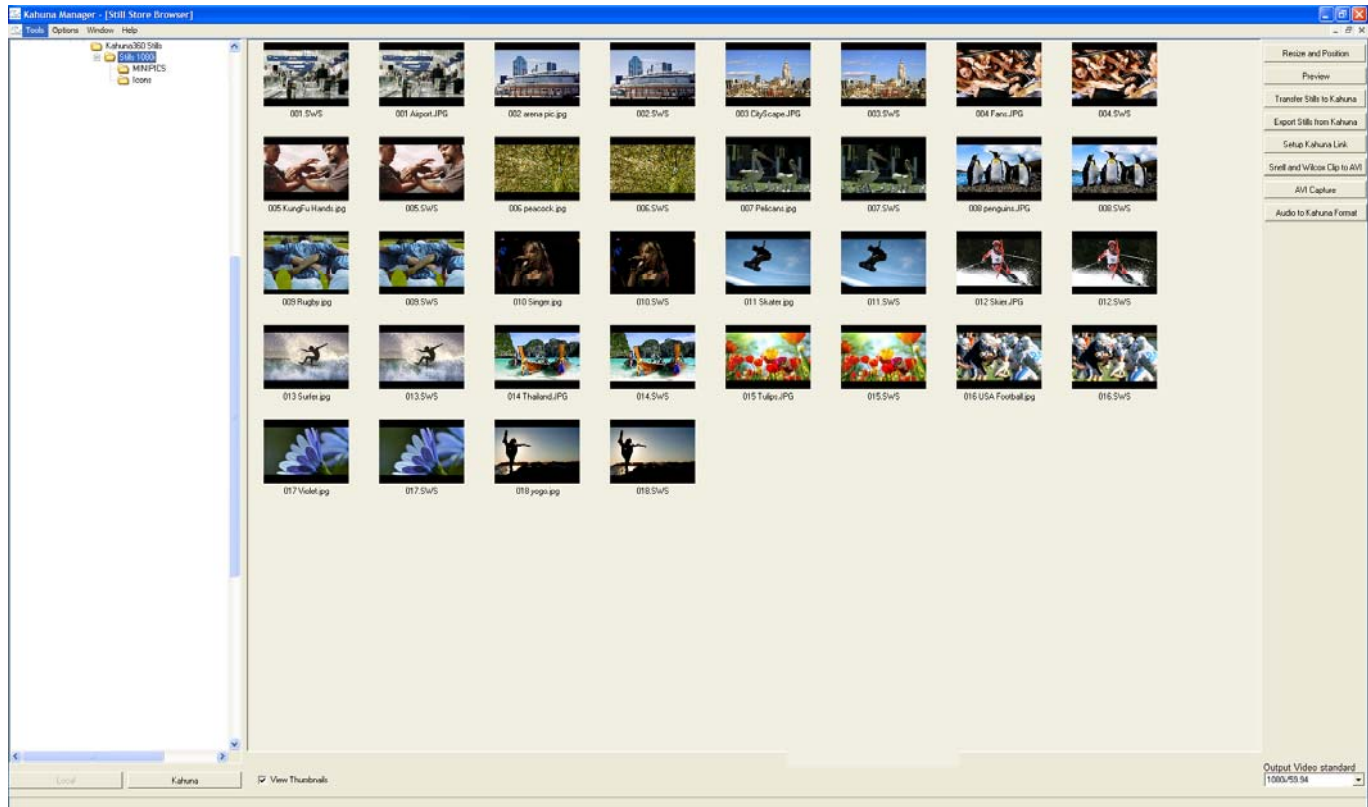 Kahuna Manager - [Still Store Browser]
Tools Options Window Help
Kahuna360 Stills
Stills 1080i
MINIPICS
Icons
001.SWS
001 Airport.JPG
002 arena pic.jpg
002.SWS
003 CityScape.JPG
003.SWS
004 Fans.JPG
004.SWS
005 KungFu Hands.jpg
005.SWS
006 peacock.jpg
006.SWS
007 Pelicans.jpg
007.SWS
008 penguins.JPG
008.SWS
009 Rugby.jpg
009.SWS
010 Singer.jpg
010.SWS
011 Skater.jpg
011.SWS
012 Skier.JPG
012.SWS
013 Surfer.jpg
013.SWS
014 Thailand.JPG
014.SWS
015 Tulips.JPG
015.SWS
016 USA Football.jpg
016.SWS
017 Violet.jpg
017.SWS
018 yoga.jpg
018.SWS
Resize and Position
Preview
Transfer Stills to Kahuna
Export Stills from Kahuna
Setup Kahuna Link
Snell and Wilcox Clip to AVI
AVI Capture
Audio to Kahuna Format
Local
Kahuna
View Thumbnails
Output Video standard
1080i/59.94